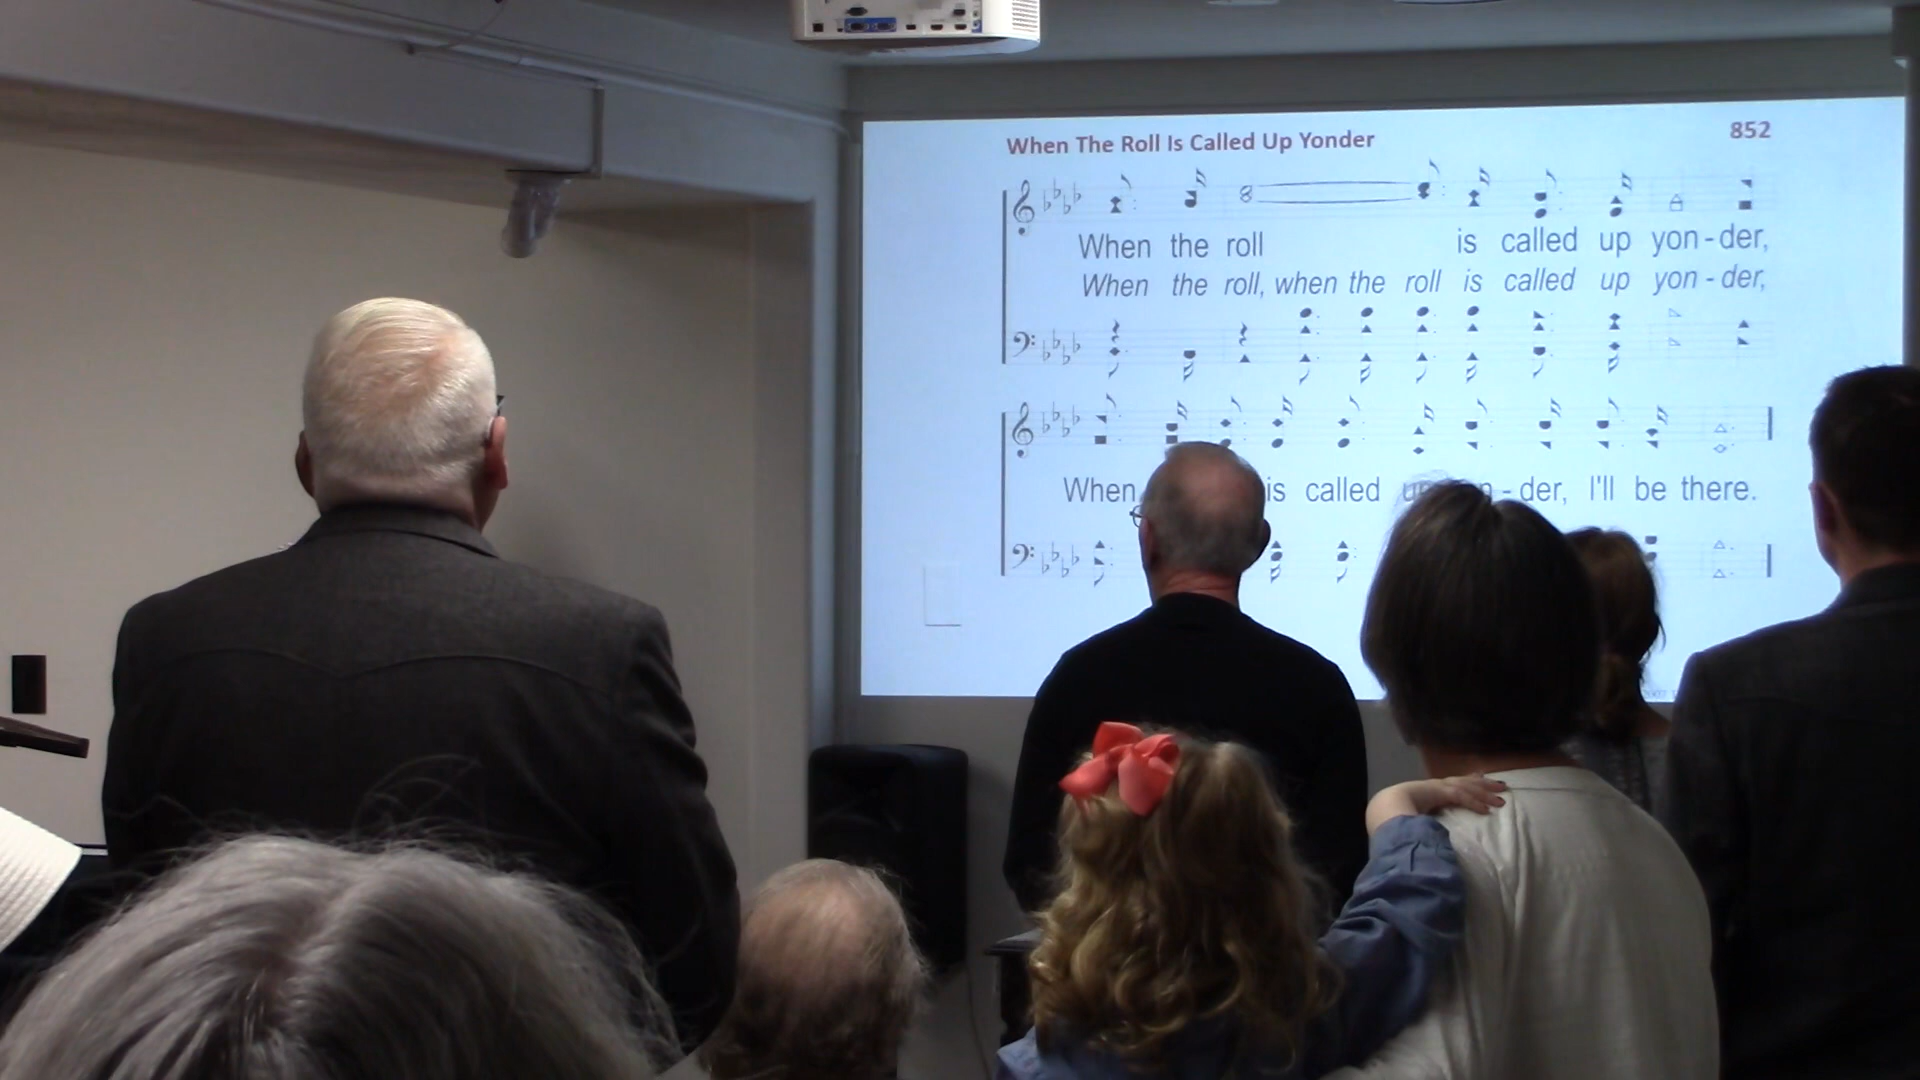 When The Roll Is Called Up Yonder 852
When the roll is called up yon-der,
When the roll, when the roll is called up yon-der,
When is called der, I'll be there.